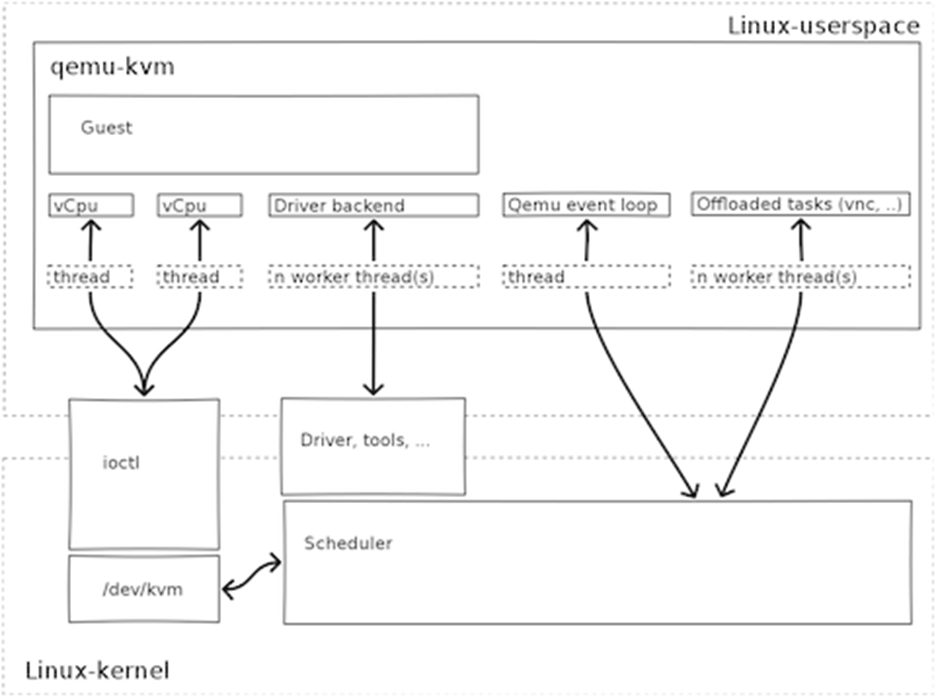 Linux-userspace
qemu-kvm
Guest
vCpu
vCpu
Driver backend
Qemu event loop
Offloaded tasks (vnc, ..)
thread
thread
n worker thread(s)
thread
n worker thread(s)
Driver, tools, ...
ioctl
Scheduler
/dev/kvm
Linux-kernel